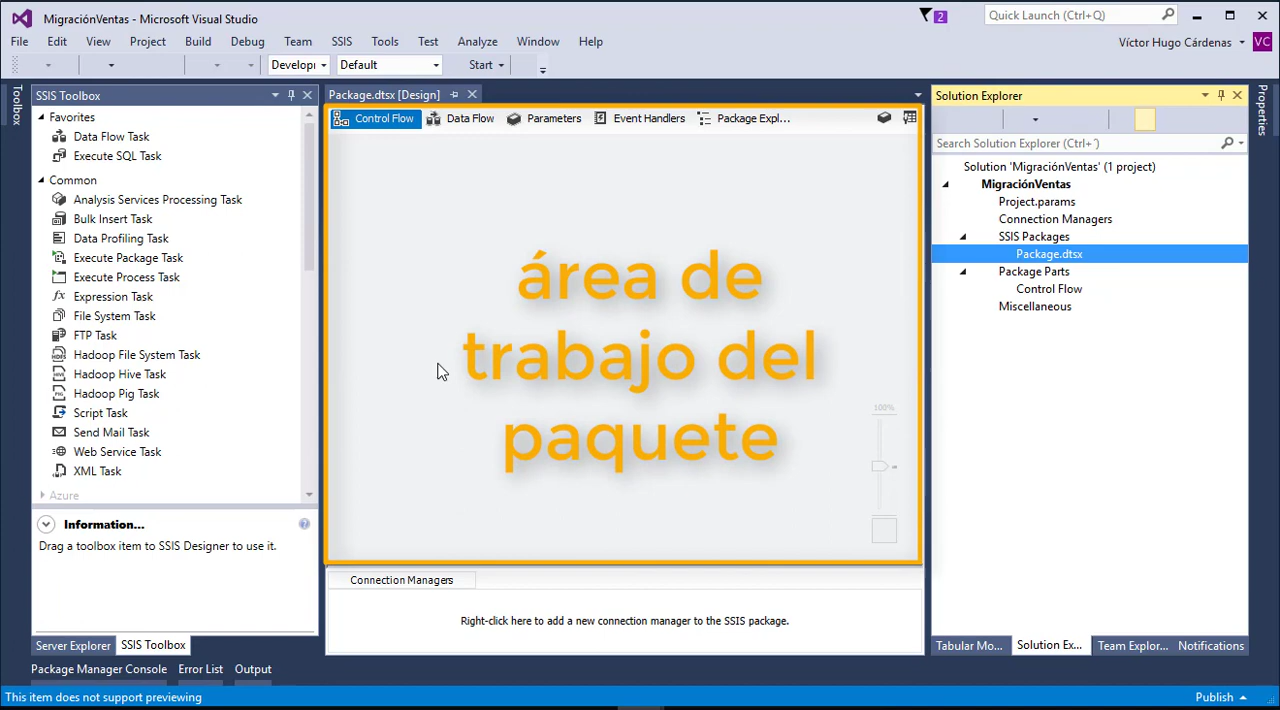 MigraciónVentas - Microsoft Visual Studio
2
Quick Launch (Ctrl+Q)
File Edit View Project Build Debug Team SSIS Tools Test Analyze Window Help
Víctor Hugo Cárdenas
VC
Developi
Default
Start
Toolbox
SSIS Toolbox
Favorites
Data Flow Task
Execute SQL Task
Common
Analysis Services Processing Task
Bulk Insert Task
Data Profiling Task
Execute Package Task
Execute Process Task
Expression Task
File System Task
FTP Task
Hadoop File System Task
Hadoop Hive Task
Hadoop Pig Task
Script Task
Send Mail Task
Web Service Task
XML Task
Azure
Information...
Drag a toolbox item to SSIS Designer to use it.
Server Explorer
SSIS Toolbox
Package.dtsx [Design]
Control Flow
Data Flow
Parameters
Event Handlers
Package Expl...
área de
trabajo del
paquete
100%
Connection Managers
Right-click here to add a new connection manager to the SSIS package.
Solution Explorer
Search Solution Explorer (Ctrl+´)
Solution 'MigraciónVentas' (1 project)
MigraciónVentas
Project.params
Connection Managers
SSIS Packages
Package.dtsx
Package Parts
Control Flow
Miscellaneous
Tabular Mo...
Solution Ex...
Team Explor...
Notifications
Properties
Package Manager Console
Error List
Output
This item does not support previewing
Publish